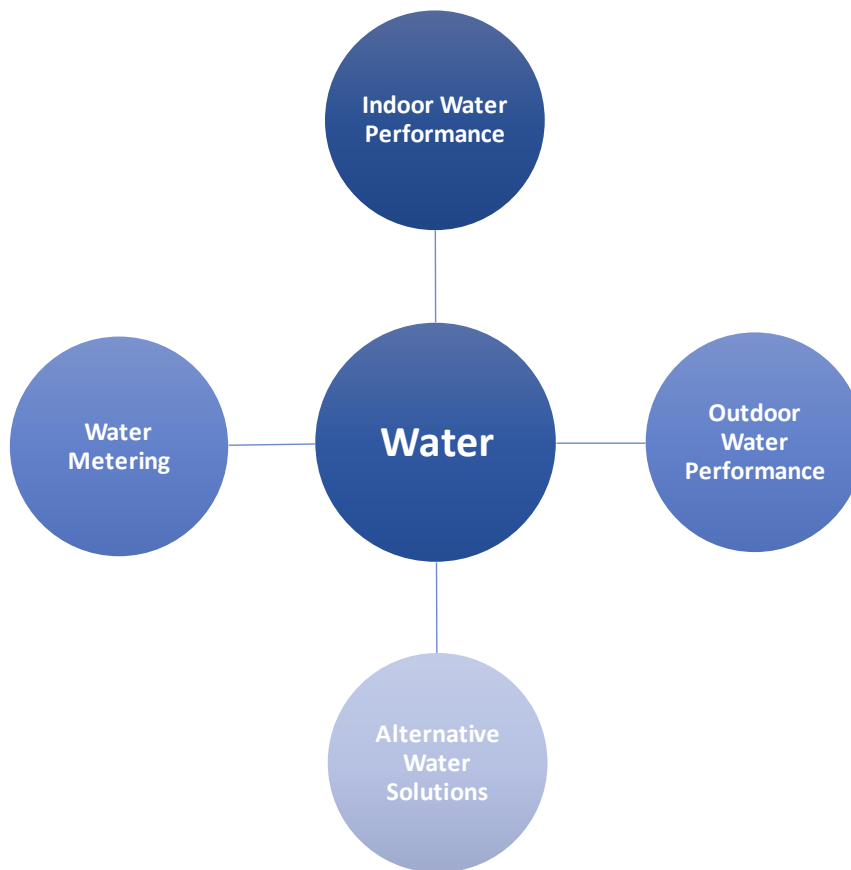 Indoor Water
Performance
Water
Metering
Water
Outdoor
Water
Performance
Alternative
Water
Solutions